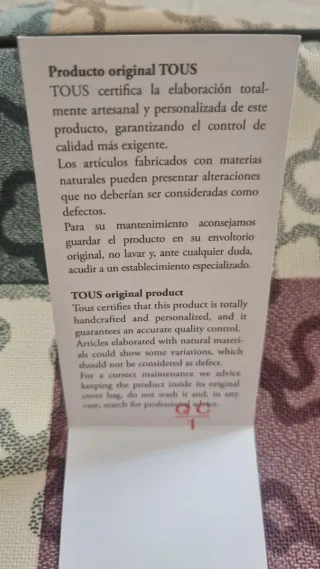 Producto original TOUS
TOUS certifica la elaboración total-
mente artesanal y personalizada de este
producto, garantizando el control de
calidad más exigente.
Los artículos fabricados con materias
naturales pueden presentar alteraciones
que no deberían ser consideradas como
defectos.
Para su mantenimiento aconsejamos
guardar el producto en su envoltorio
original, no lavar y, ante cualquier duda,
acudir a un establecimiento especializado.
TOUS original product
Tous certifies that this product is totally
handcrafted and personalized, and it
guarantees an accurate quality control.
Articles elaborated with natural materi-
als could show some variations, which
should not be considered as defect.
For a correct maintenance we advice
keeping the product inside its original
cover bag, do not wash it and, in any
case, search for professional advice.
QC
1